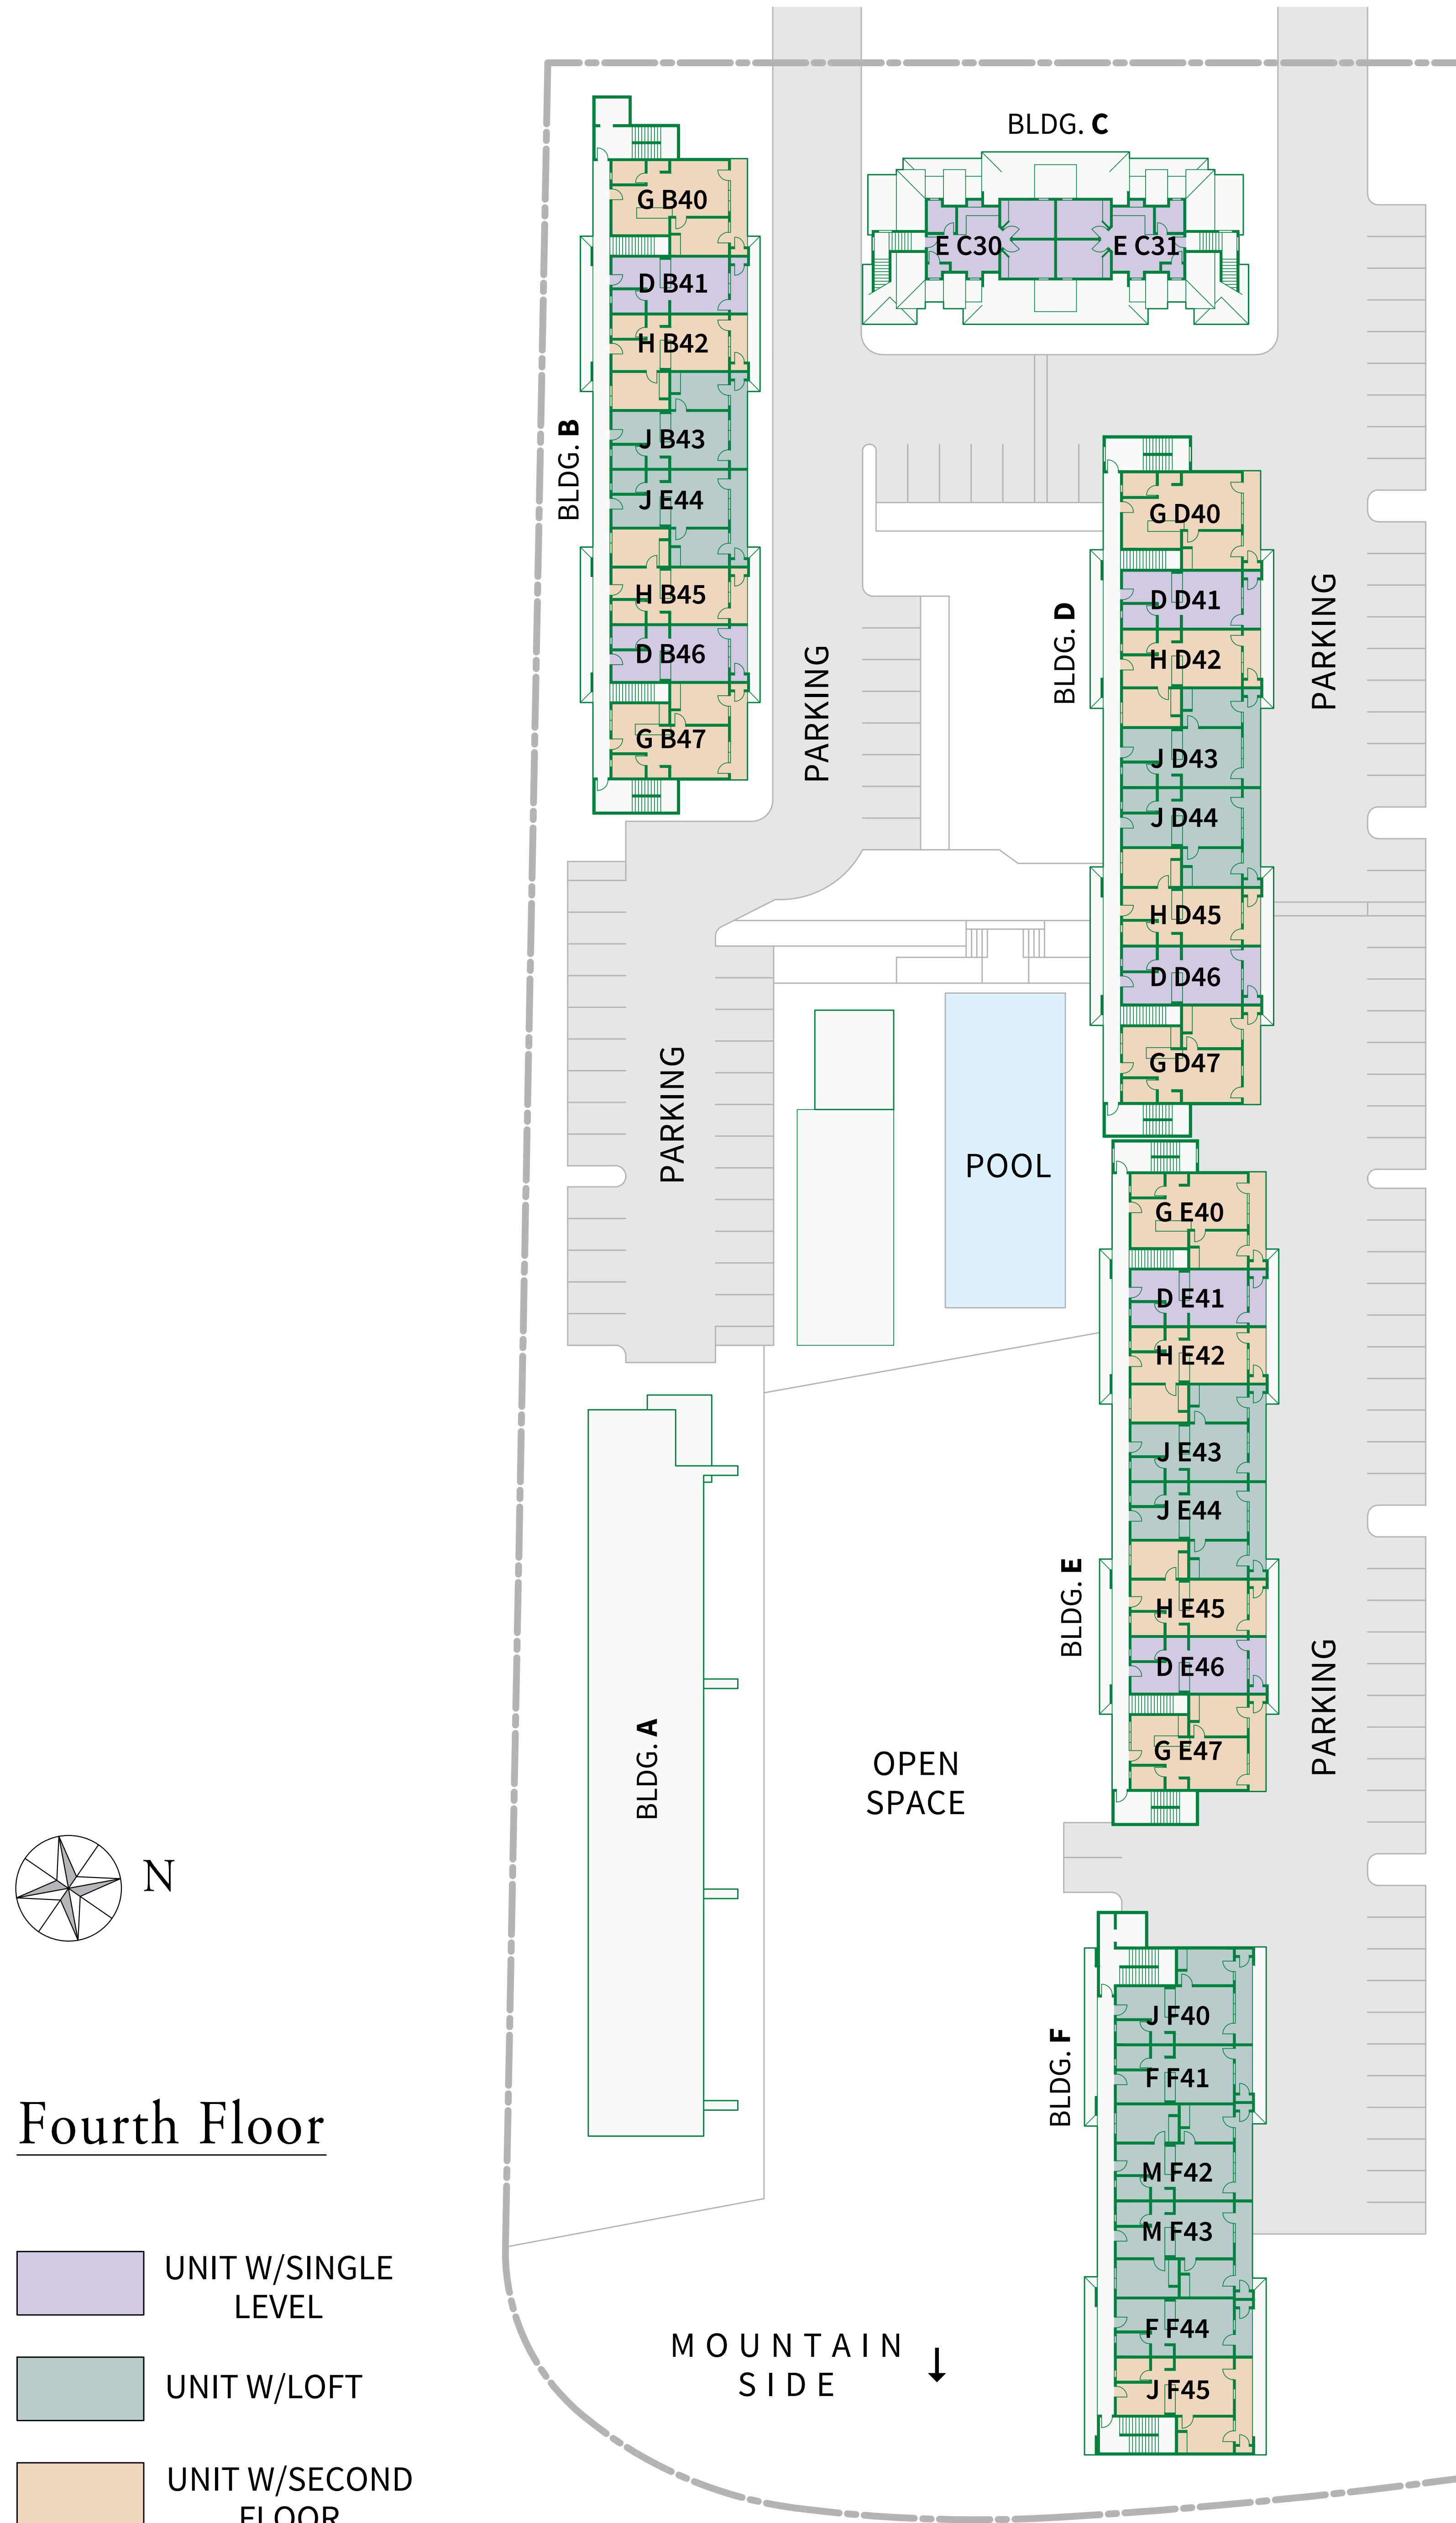 BLDG. C
G B40
E C30
E C31
D B41
H B42
BLDG. B
J B43
J E44
G D40
H B45
D D41
BLDG. D
PARKING
D B46
H D42
PARKING
G B47
J D43
J D44
H D45
D D46
G D47
PARKING
POOL
G E40
D E41
H E42
J E43
J E44
BLDG. E
H E45
D E46
PARKING
G E47
BLDG. A
OPEN
SPACE
N
J F40
BLDG. F
F F41
Fourth Floor
M F42
M F43
UNIT W/SINGLE
LEVEL
F F44
MOUNTAIN
SIDE
UNIT W/LOFT
J F45
UNIT W/SECOND
FLOOR